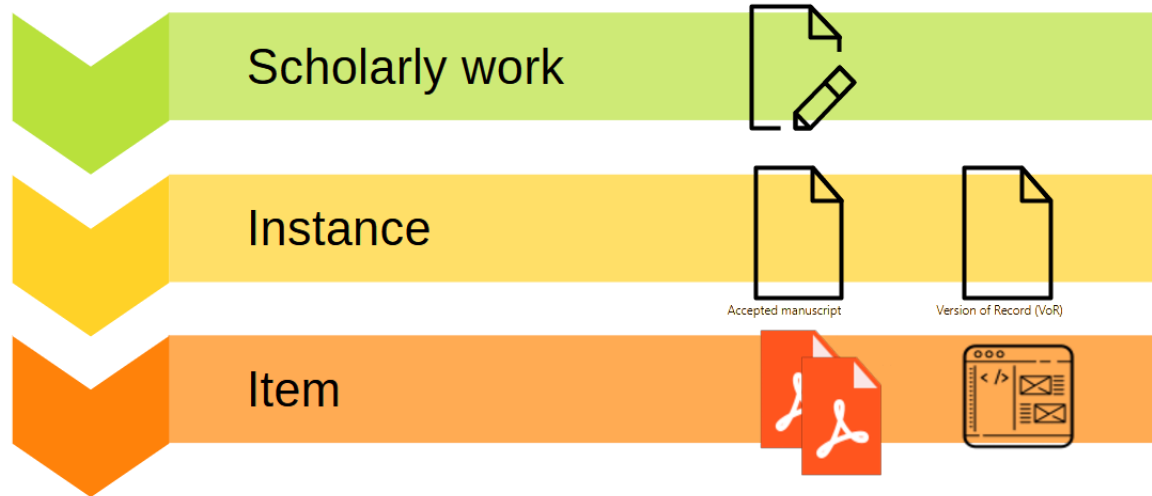 Scholarly work
Instance
Accepted manuscript
Version of Record (VoR)
Item
</>